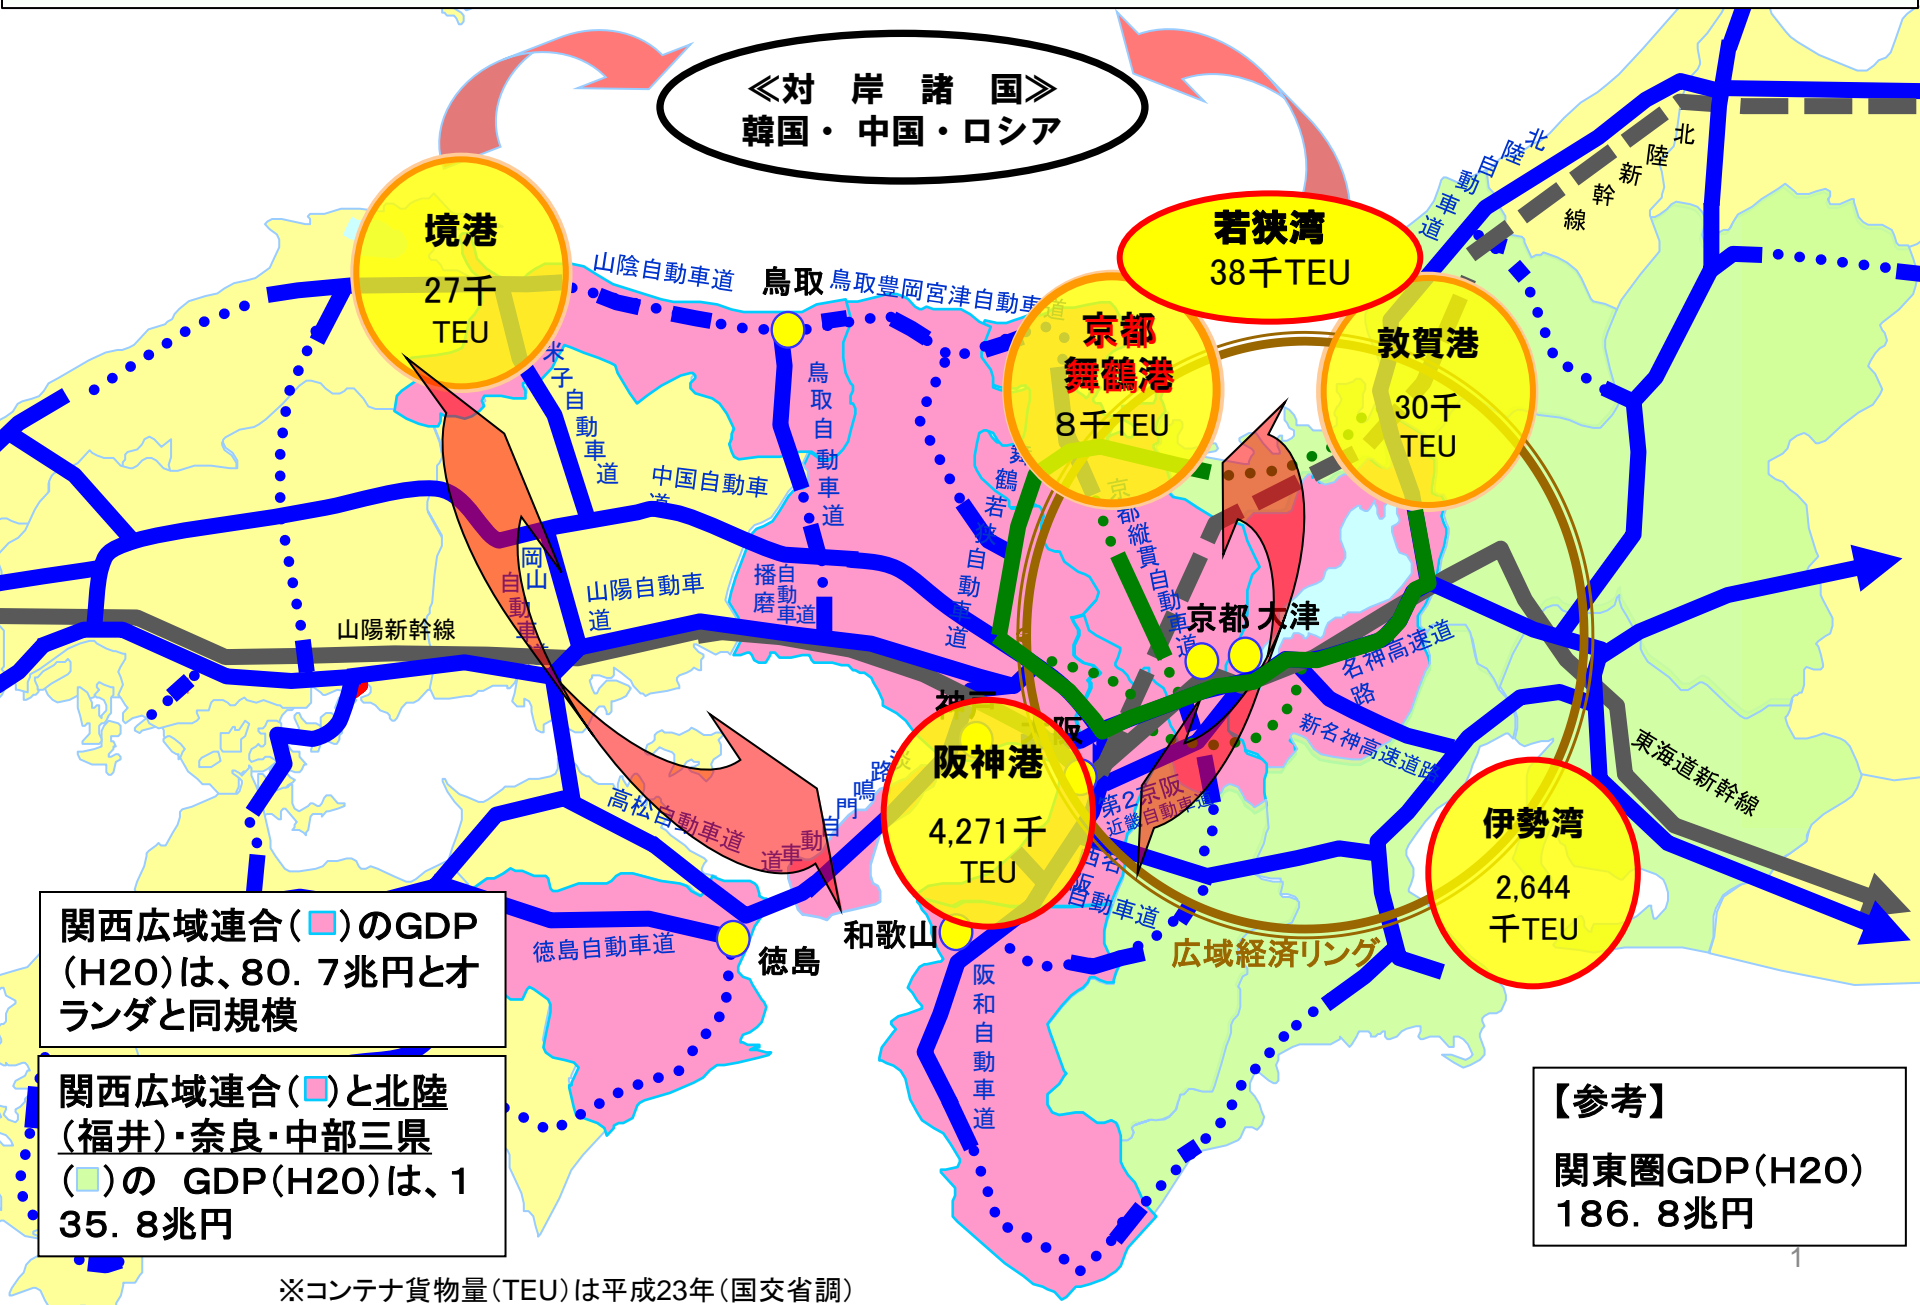 ≪対　岸　諸　国≫
韓国・ 中国・ロシア
境港
27千
TEU
若狭湾
38千TEU
京都
舞鶴港
８千TEU
敦賀港
30千
TEU
北陸自動車道
北陸新幹線
山陰自動車道
鳥取
鳥取豊岡宮津自動車道
米子自動車道
鳥取自動車道
中国自動車
道
舞鶴若狭自動車道
京都縦貫自動車道
岡山
自動車道
山陽自動車
道
播磨
自動車道
山陽新幹線
京都
大津
名神高速道
路
新名神高速道路
東海道新幹線
神戸
阪
阪神港
4,271千
TEU
第２京阪
近畿自動車道
西名阪
自動車道
伊勢湾
2,644
千TEU
高松自動車道
淡路鳴門自動車道
徳島自動車道
徳島
和歌山
阪和自動車道
広域経済リング
関西広域連合（ ）のGDP
（H20）は、80．7兆円とオ
ランダと同規模
関西広域連合（ ）と北陸
（福井）・奈良・中部三県
（ ）の　GDP（H20）は、１
35．8兆円
【参考】
関東圏GDP（H20）
186．8兆円
1
※コンテナ貨物量（TEU）は平成23年（国交省調）